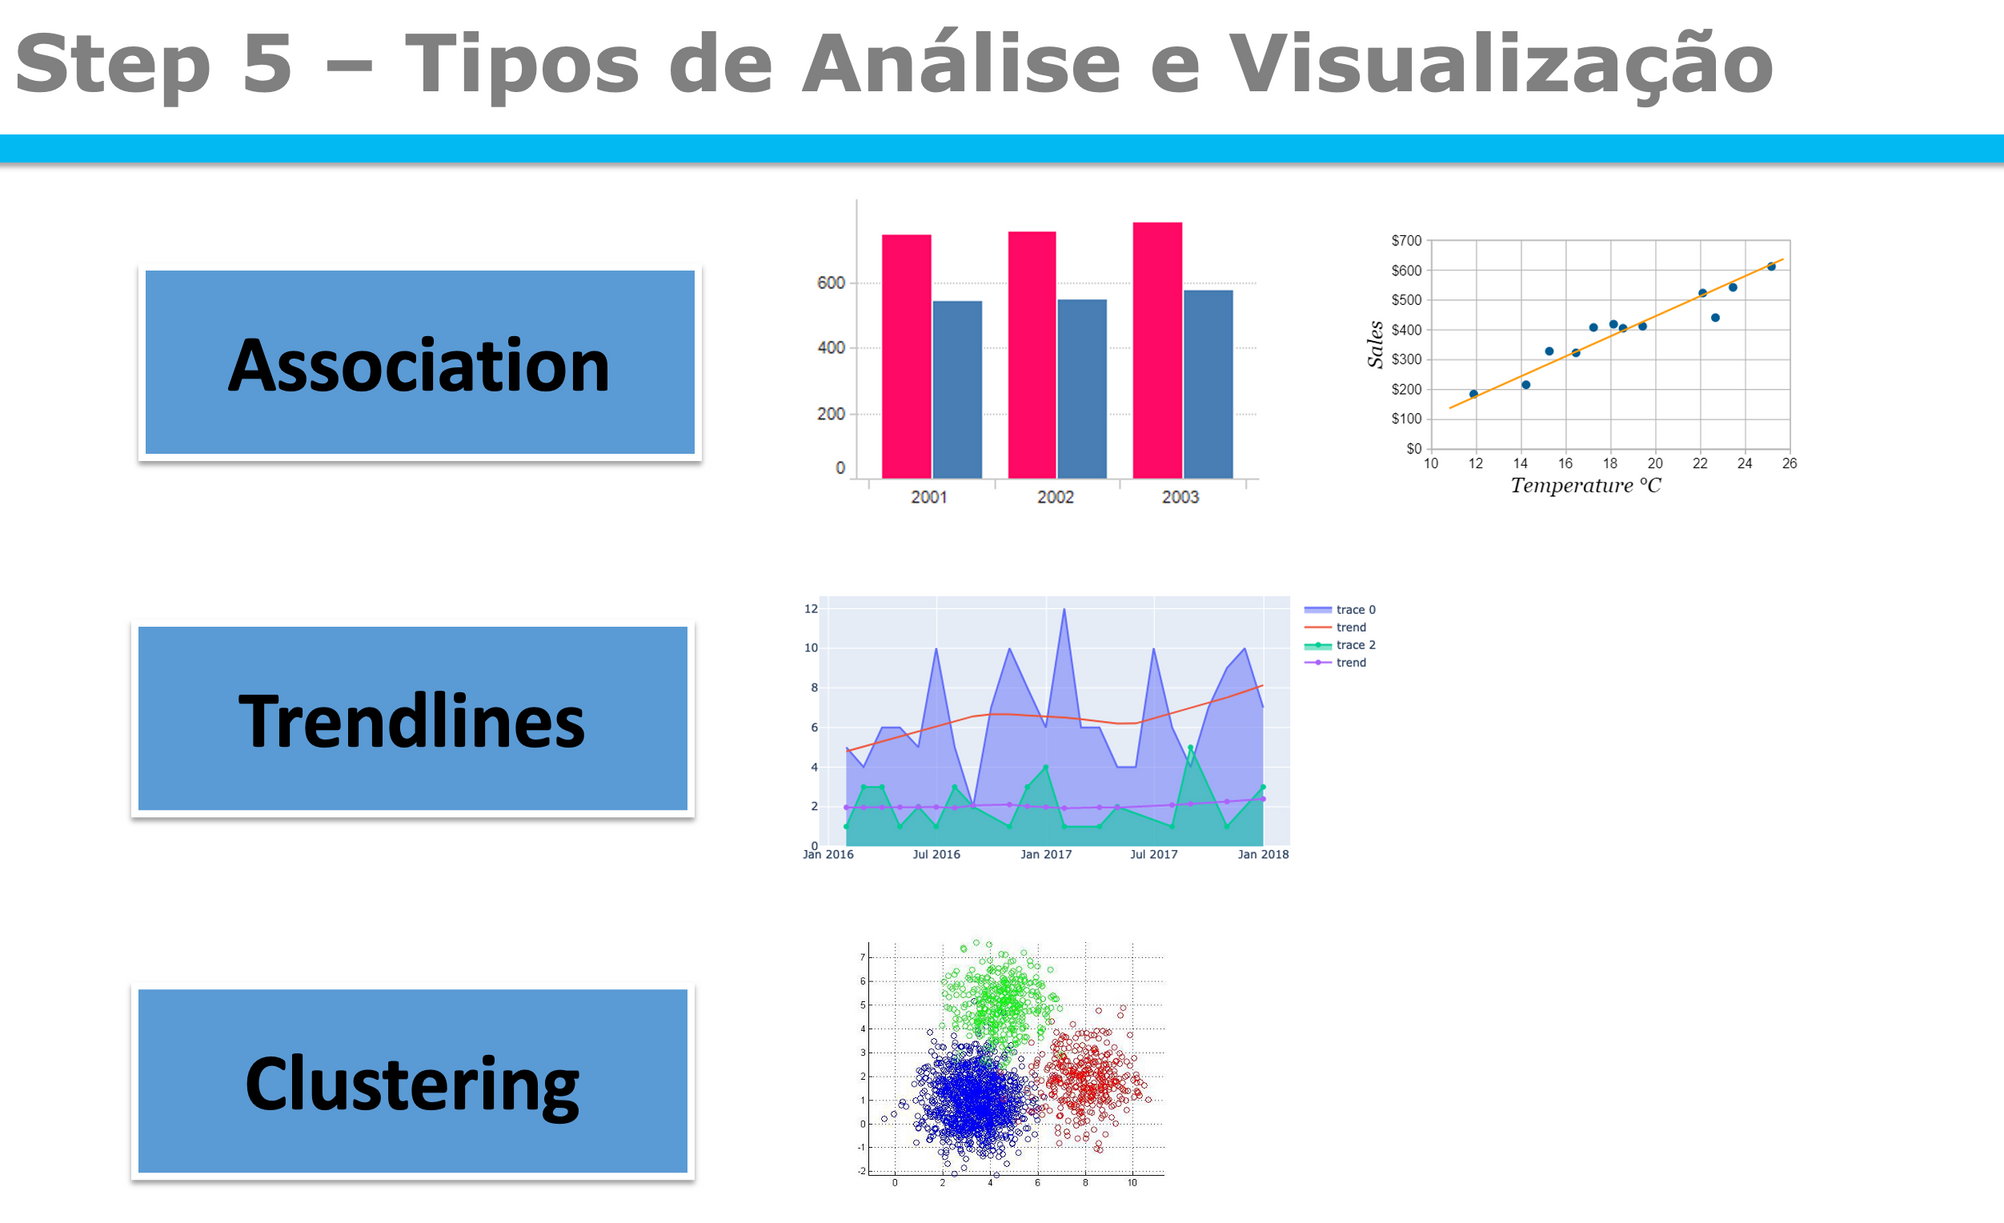 Step 5 – Tipos de Análise e Visualização
Association
600
400
200
0
2001 2002 2003
$700
$600
$500
$400
$300
$200
$100
$0
10 12 14 16 18 20 22 24 26
Sales
Temperature °C
Trendlines
12
10
8
6
4
2
0
Jan 2016 Jul 2016 Jan 2017 Jul 2017 Jan 2018
trace 0
trend
trace 2
trend
Clustering
7
6
5
4
3
2
1
0
-1
-2
0 2 4 6 8 10